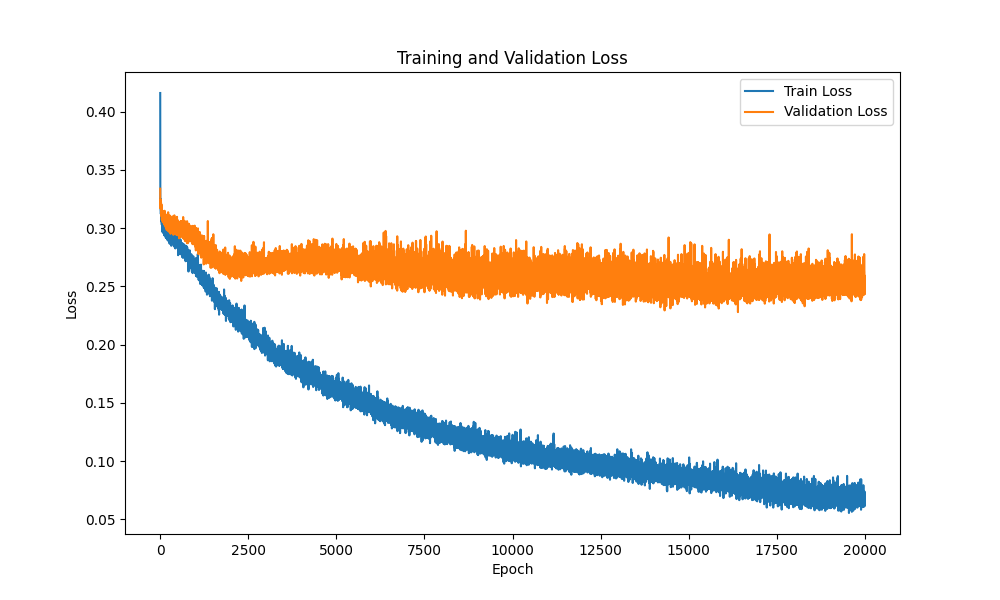 Training and Validation Loss
Train Loss
Validation Loss
0.40
0.35
0.30
0.25
0.20
0.15
0.10
0.05
Loss
0 2500 5000 7500 10000 12500 15000 17500 20000
Epoch